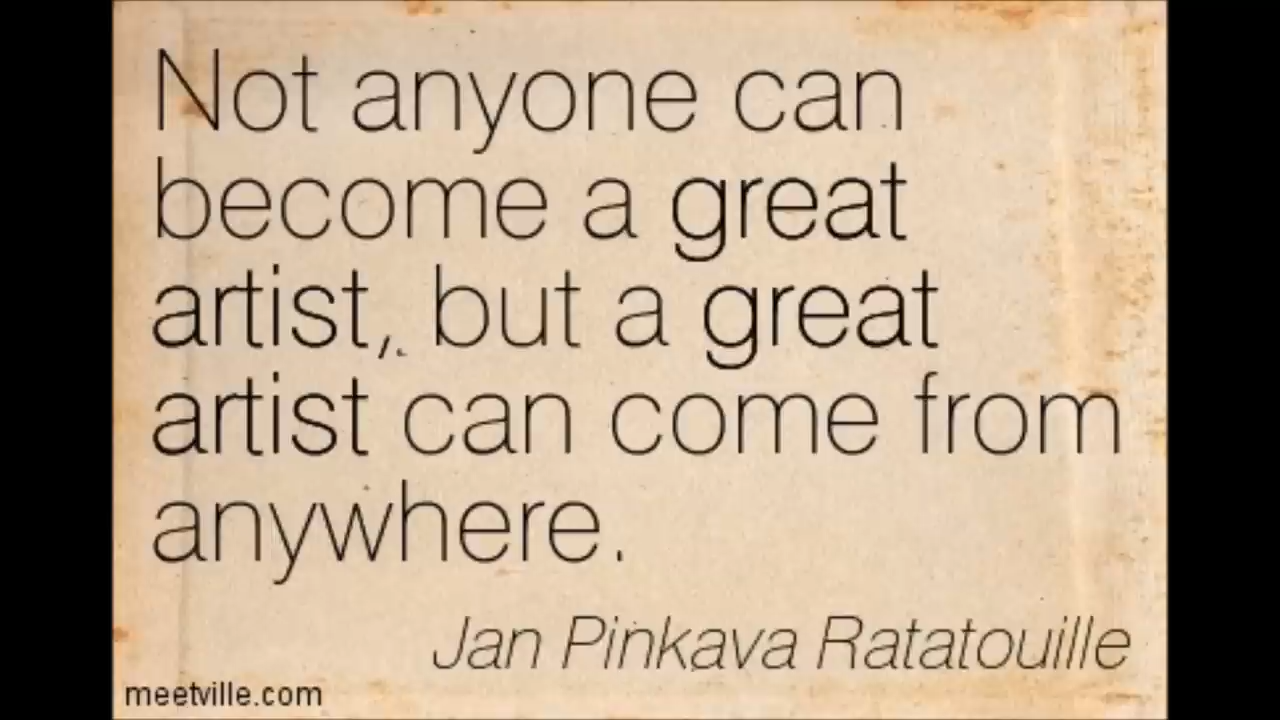 Not anyone can
become a great
artist, but a great
artist can come from
anywhere.
Jan Pinkava Ratatouille
meetville.com